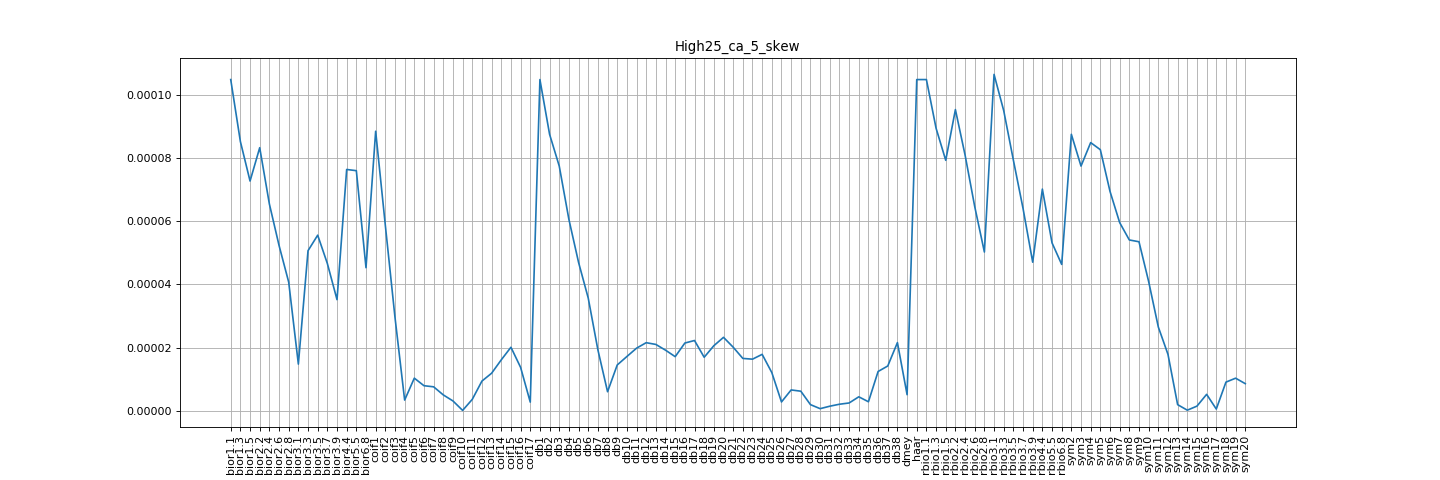 High25_ca_5_skew
0.00010
0.00008
0.00006
0.00004
0.00002
0.00000
bior1.1
bior1.3
bior1.5
bior2.2
bior2.4
bior2.6
bior2.8
bior3.1
bior3.3
bior3.5
bior3.7
bior3.9
bior4.4
bior5.5
bior6.8
coif1
coif2
coif3
coif4
coif5
coif6
coif7
coif8
coif9
coif10
coif11
coif12
coif13
coif14
coif15
coif16
coif17
db1
db2
db3
db4
db5
db6
db7
db8
db9
db10
db11
db12
db13
db14
db15
db16
db17
db18
db19
db20
db21
db22
db23
db24
db25
db26
db27
db28
db29
db30
db31
db32
db33
db34
db35
db36
db37
db38
dmey
haar
rbio1.1
rbio1.3
rbio1.5
rbio2.2
rbio2.4
rbio2.6
rbio2.8
rbio3.1
rbio3.3
rbio3.5
rbio3.7
rbio3.9
rbio4.4
rbio5.5
rbio6.8
sym2
sym3
sym4
sym5
sym6
sym7
sym8
sym9
sym10
sym11
sym12
sym13
sym14
sym15
sym16
sym17
sym18
sym19
sym20